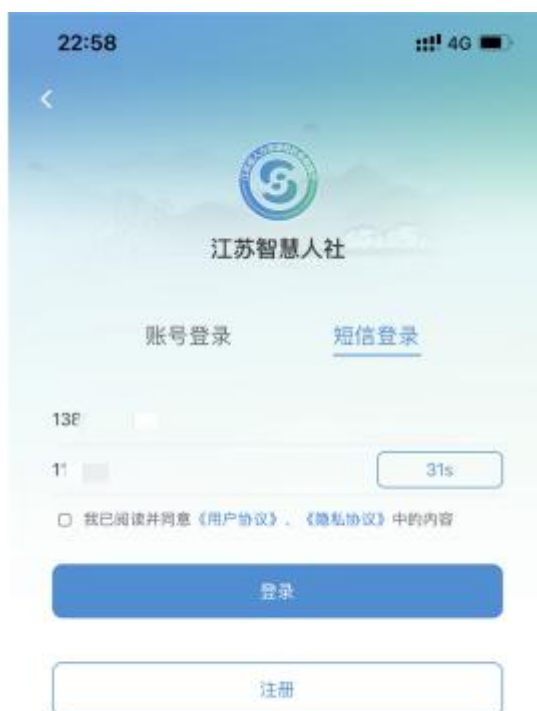 22:58 4G
江苏智慧人社
账号登录 短信登录
138
11
31s
我已阅读并同意《用户协议》、《隐私协议》中的内容
登录
注册